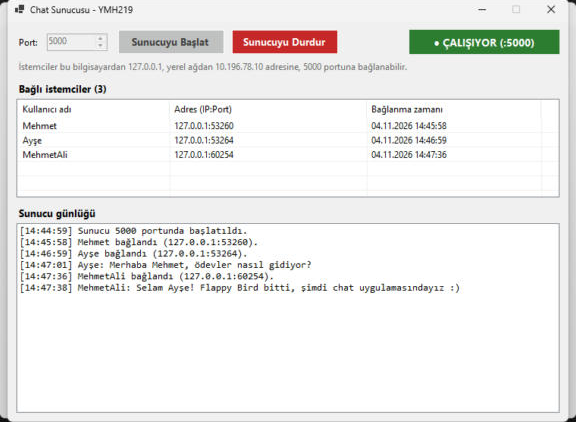 Chat Sunucusu - YMH219
Port: 5000 Sunucuyu Başlat Sunucuyu Durdur ● ÇALIŞIYOR (:5000)
İstemciler bu bilgisayardan 127.0.0.1, yerel ağdan 10.196.78.10 adresine, 5000 portuna bağlanabilir.
Bağlı istemciler (3)
Kullanıcı adı Adres (IP:Port) Bağlanma zamanı
Mehmet 127.0.0.1:53260 04.11.2026 14:45:58
Ayşe 127.0.0.1:53264 04.11.2026 14:46:59
MehmetAli 127.0.0.1:60254 04.11.2026 14:47:36
Sunucu günlüğü
[14:44:59] Sunucu 5000 portunda başlatıldı.
[14:45:58] Mehmet bağlandı (127.0.0.1:53260).
[14:46:59] Ayşe bağlandı (127.0.0.1:53264).
[14:47:01] Ayşe: Merhaba Mehmet, ödevler nasıl gidiyor?
[14:47:36] MehmetAli bağlandı (127.0.0.1:60254).
[14:47:38] MehmetAli: Selam Ayşe! Flappy Bird bitti, şimdi chat uygulamasındayız :)